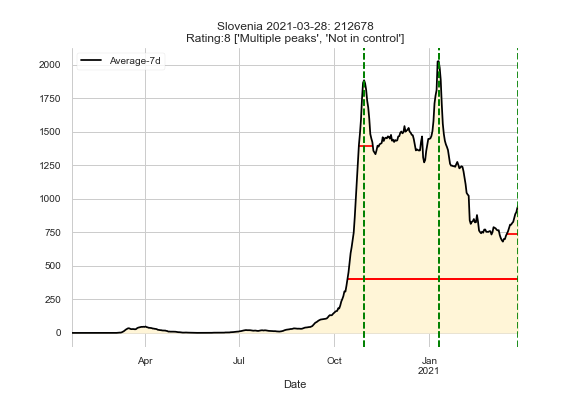 Slovenia 2021-03-28: 212678
Rating:8 ['Multiple peaks', 'Not in control']
Average-7d
2000
1750
1500
1250
1000
750
500
250
0
Apr
Jul
Oct
Jan
2021
Date